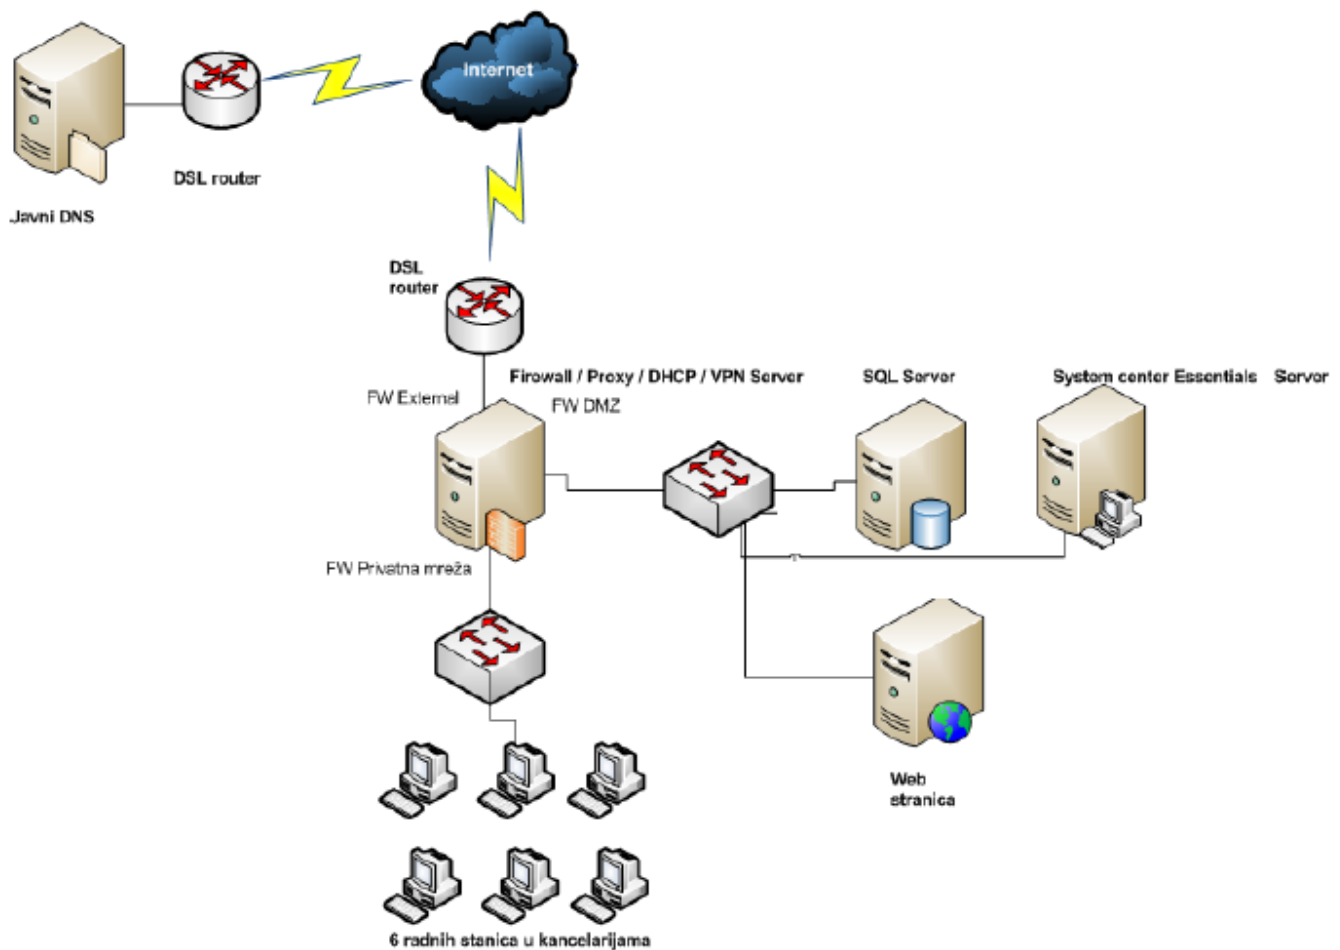 Internet
DSL router
Javni DNS
DSL
router
Firowall / Proxy / DHCP / VPN Server
SQL Server
System center Essentials Server
FW External
FW DMZ
FW Privatna mreža
Web
stranica
6 radnih stanica u kancelarijama